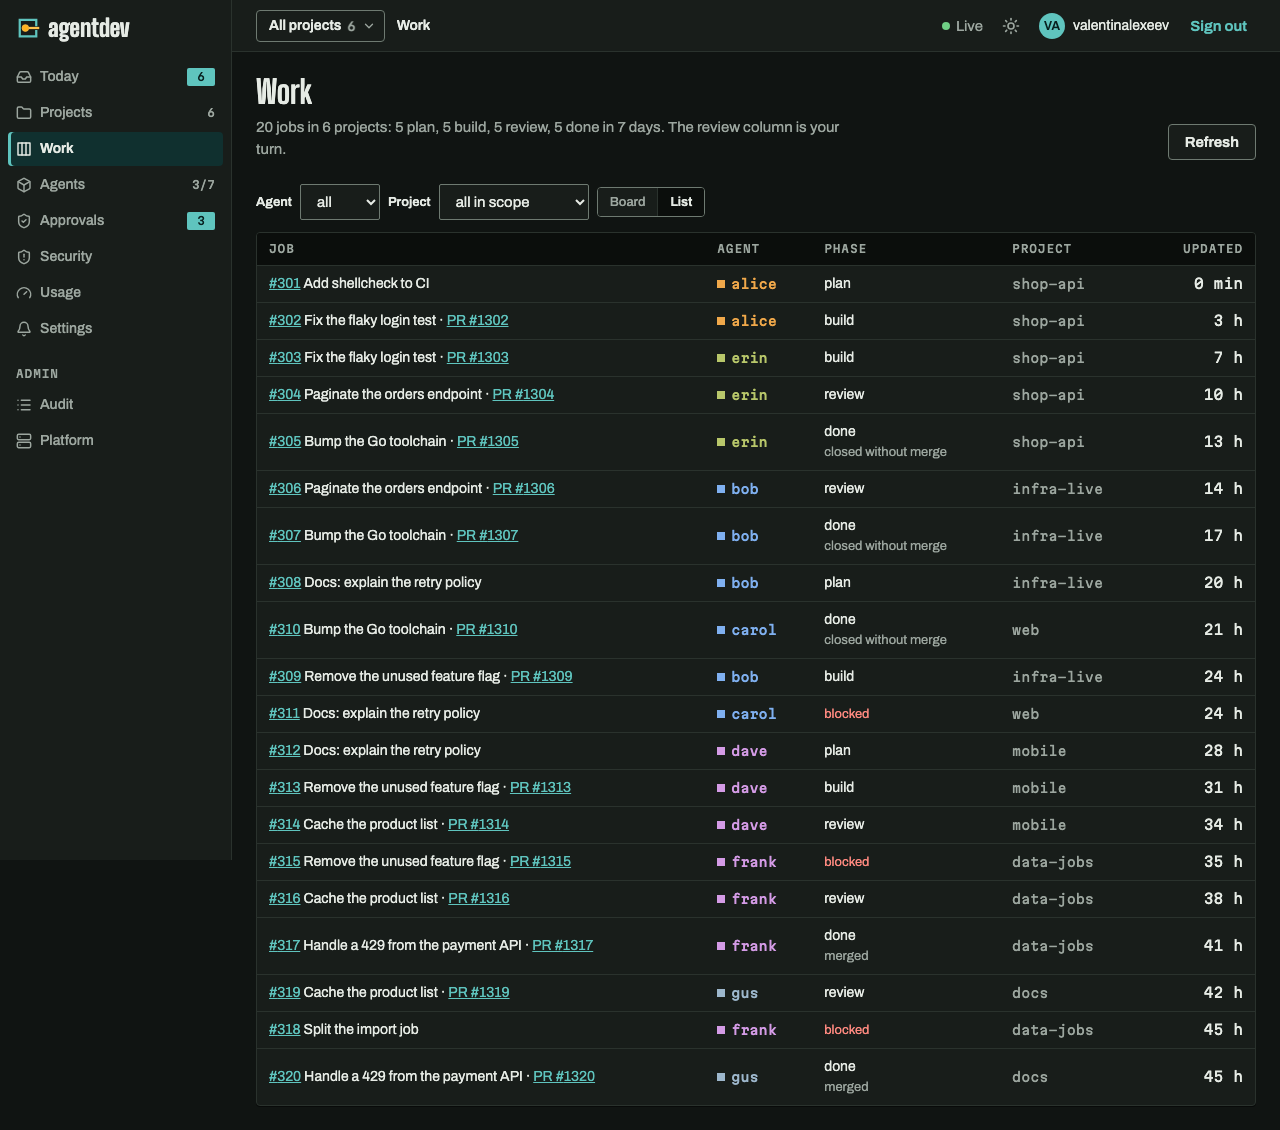 agentdev
All projects 6
Work
Live
VA
valentinalexeev
Sign out
Today 6
Projects 6
Work
Agents 3/7
Approvals 3
Security
Usage
Settings
ADMIN
Audit
Platform
Work
20 jobs in 6 projects: 5 plan, 5 build, 5 review, 5 done in 7 days. The review column is your
turn.
Refresh
Agent all Project all in scope Board List
JOB AGENT PHASE PROJECT UPDATED
#301 Add shellcheck to CI alice plan shop-api 0 min
#302 Fix the flaky login test · PR #1302 alice build shop-api 3 h
#303 Fix the flaky login test · PR #1303 erin build shop-api 7 h
#304 Paginate the orders endpoint · PR #1304 erin review shop-api 10 h
#305 Bump the Go toolchain · PR #1305 erin done shop-api 13 h
closed without merge
#306 Paginate the orders endpoint · PR #1306 bob review infra-live 14 h
#307 Bump the Go toolchain · PR #1307 bob done infra-live 17 h
closed without merge
#308 Docs: explain the retry policy bob plan infra-live 20 h
#310 Bump the Go toolchain · PR #1310 carol done web 21 h
closed without merge
#309 Remove the unused feature flag · PR #1309 bob build infra-live 24 h
#311 Docs: explain the retry policy carol blocked web 24 h
#312 Docs: explain the retry policy dave plan mobile 28 h
#313 Remove the unused feature flag · PR #1313 dave build mobile 31 h
#314 Cache the product list · PR #1314 dave review mobile 34 h
#315 Remove the unused feature flag · PR #1315 frank blocked data-jobs 35 h
#316 Cache the product list · PR #1316 frank review data-jobs 38 h
#317 Handle a 429 from the payment API · PR #1317 frank done data-jobs 41 h
merged
#319 Cache the product list · PR #1319 gus review docs 42 h
#318 Split the import job frank blocked data-jobs 45 h
#320 Handle a 429 from the payment API · PR #1320 gus done docs 45 h
merged